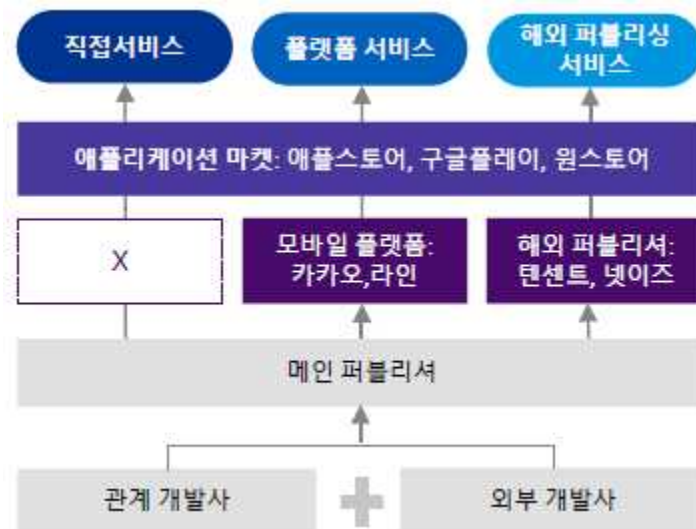 직접서비스
플랫폼 서비스
해외 퍼블리싱
서비스
애플리케이션 마켓: 애플스토어, 구글플레이, 원스토어
X
모바일 플랫폼:
카카오,라인
해외 퍼블리셔:
텐센트, 넷이즈
메인 퍼블리셔
관계 개발사
외부 개발사